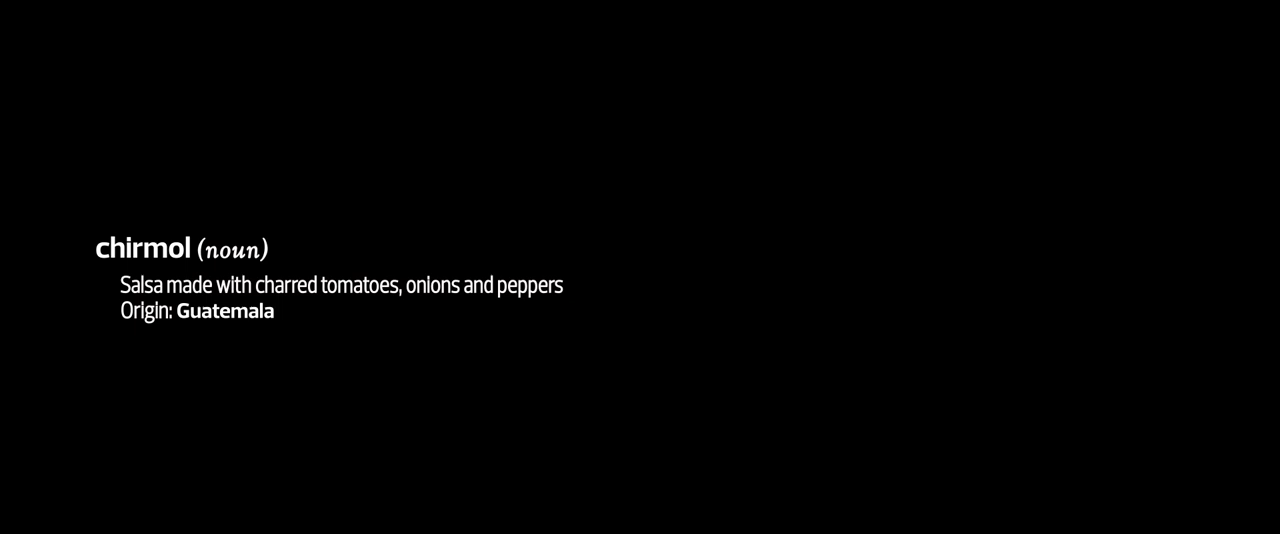 chirmol (noun)
Salsa made with charred tomatoes, onions and peppers
Origin: Guatemala